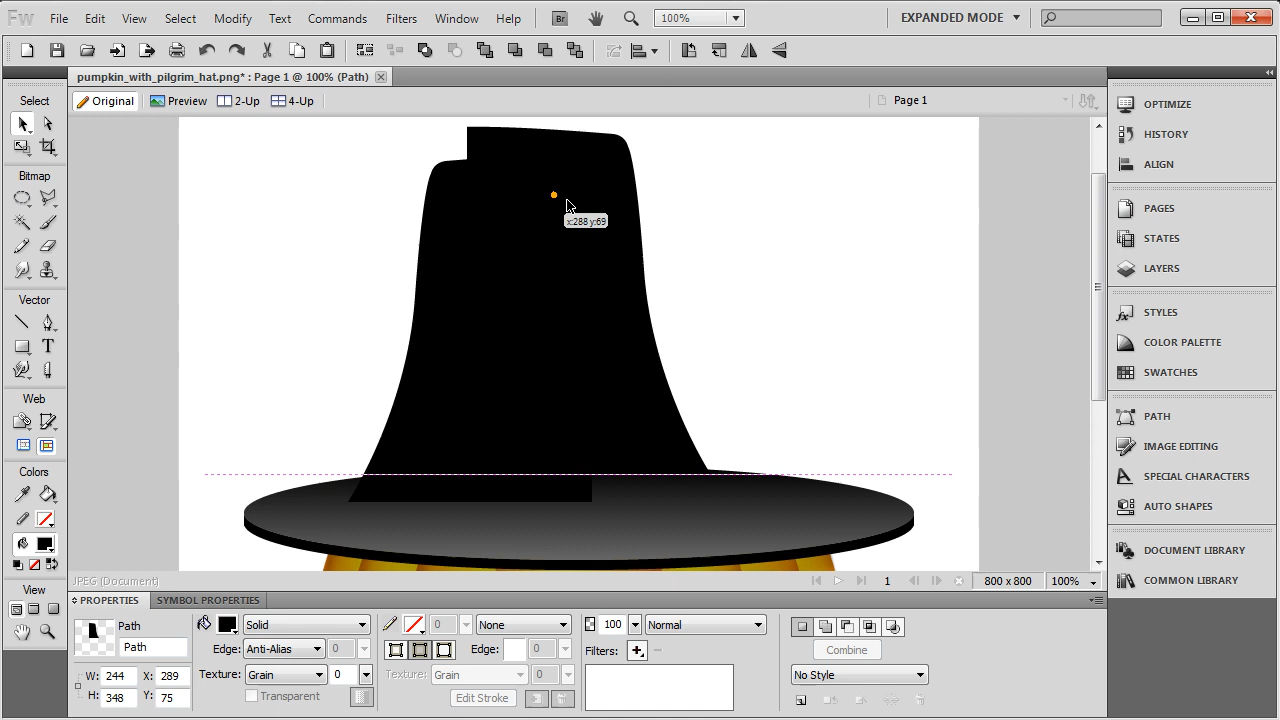 Fw File Edit View Select Modify Text Commands Filters Window Help Br 100% EXPANDED MODE
pumpkin_with_pilgrim_hat.png* : Page 1 @ 100% (Path)
Original Preview 2-Up 4-Up Page 1
Select
Bitmap
Vector
T
Web
Colors
View
x:288 y:69
OPTIMIZE
HISTORY
ALIGN
PAGES
STATES
LAYERS
STYLES
COLOR PALETTE
SWATCHES
PATH
IMAGE EDITING
SPECIAL CHARACTERS
AUTO SHAPES
DOCUMENT LIBRARY
COMMON LIBRARY
JPEG (Document) 1 800 x 800 100%
PROPERTIES SYMBOL PROPERTIES
Path
Path
W: 244 X: 289
H: 348 Y: 75
Solid
Edge: Anti-Alias 0
Texture: Grain 0
Transparent
0 None
Edge: 0
Texture: Grain 0
Edit Stroke
100 Normal
Filters:
Combine
No Style